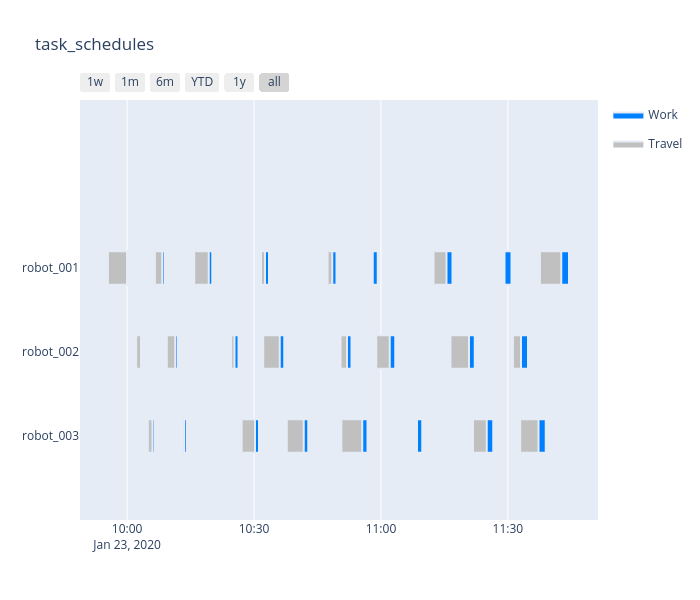 task_schedules
1w 1m 6m YTD 1y all
Work
Travel
robot_001
robot_002
robot_003
10:00 10:30 11:00 11:30
Jan 23, 2020